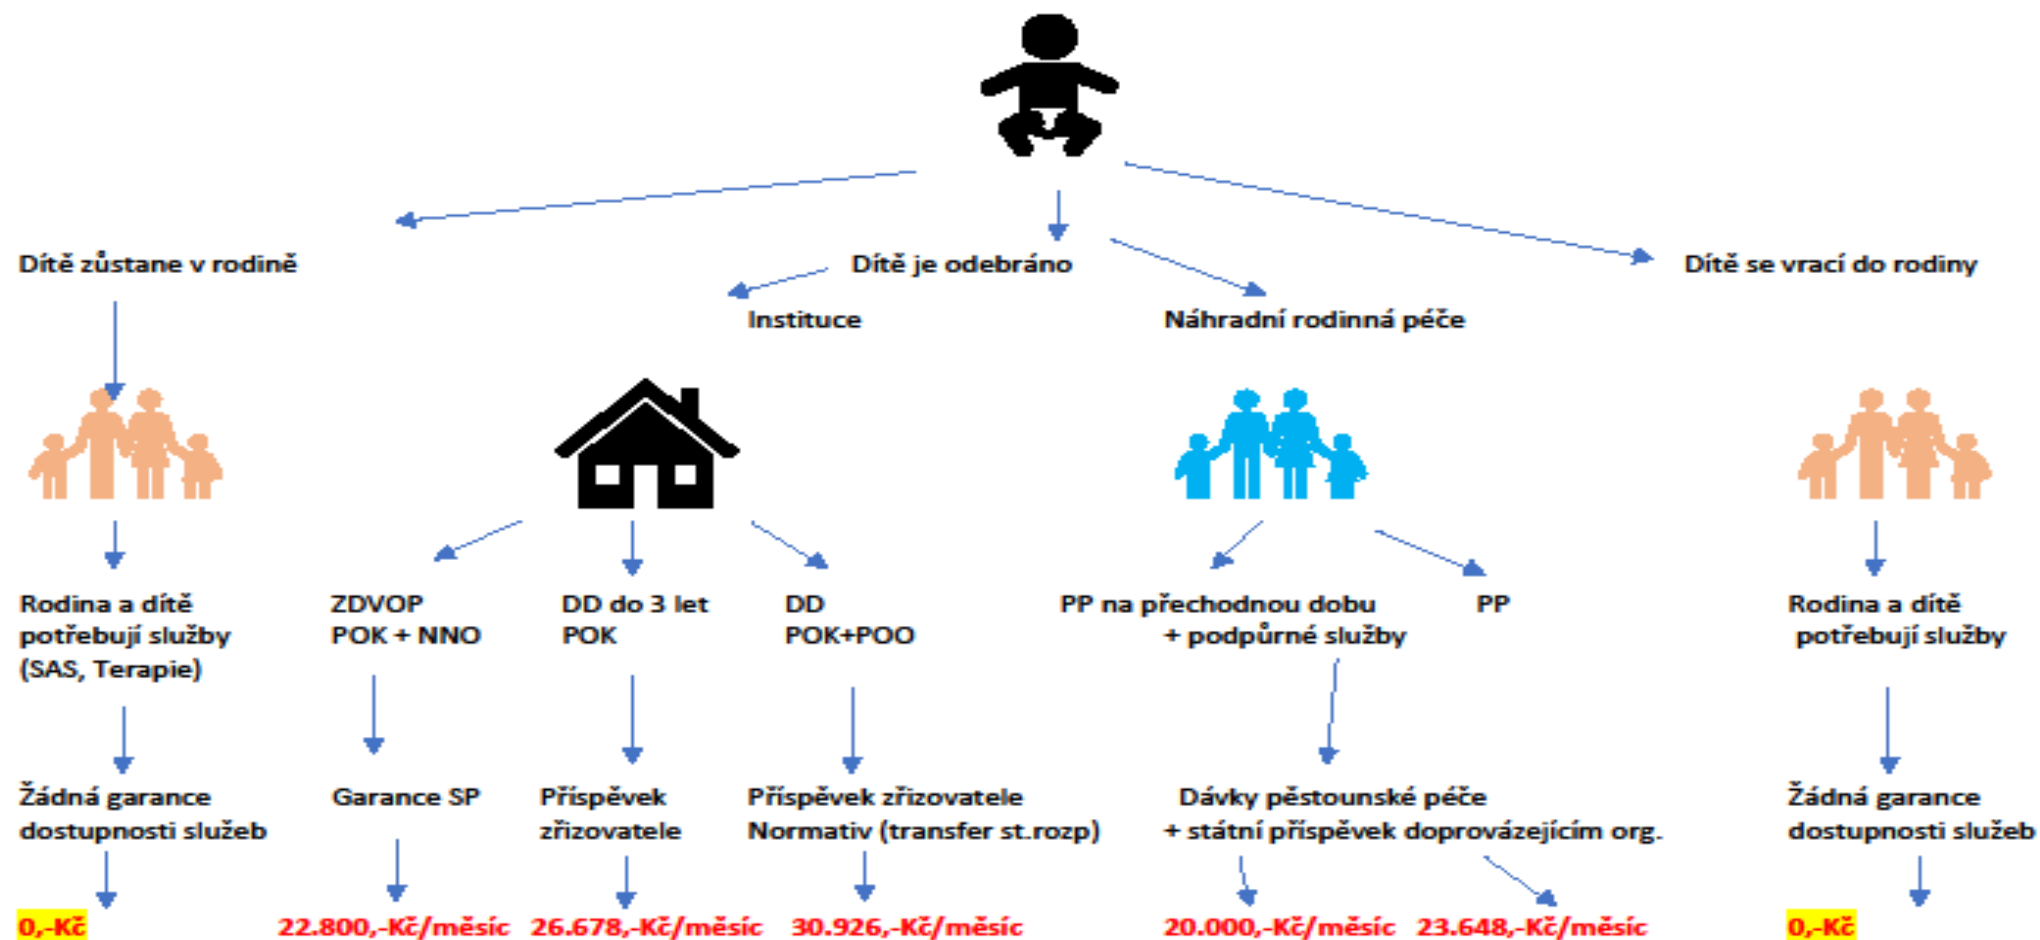 Dítě zůstane v rodině
Dítě je odebráno
Dítě se vrací do rodiny
Instituce
Náhradní rodinná péče
Rodina a dítě
potřebují služby
(SAS, Terapie)
ZDVOP
POK + NNO
DD do 3 let
POK
DD
POK+POO
PP na přechodnou dobu
+ podpůrné služby
PP
Rodina a dítě
potřebují služby
Žádná garance
dostupnosti služeb
Garance SP
Příspěvek
zřizovatele
Příspěvek zřizovatele
Normativ (transfer st.rozp)
Dávky pěstounské péče
+ státní příspěvek doprovázejícím org.
Žádná garance
dostupnosti služeb
0,-Kč
22.800,-Kč/měsíc
26.678,-Kč/měsíc
30.926,-Kč/měsíc
20.000,-Kč/měsíc
23.648,-Kč/měsíc
0,-Kč